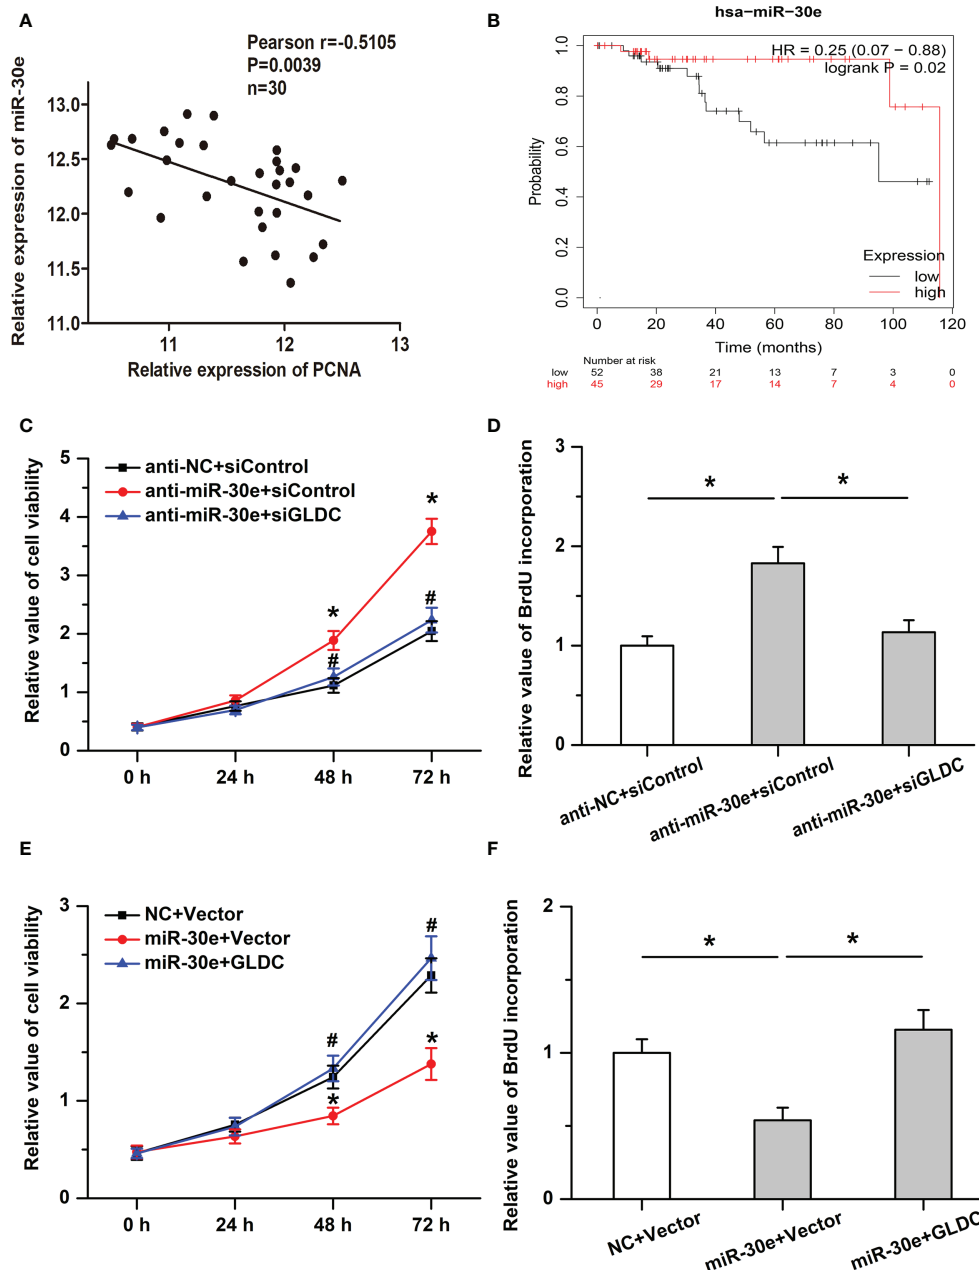 A
Pearson r=-0.5105
P=0.0039
n=30
Relative expression of miR-30e
13.0
12.5
12.0
11.5
11.0
11
12
13
Relative expression of PCNA
B
hsa−miR−30e
HR = 0.25 (0.07 − 0.88)
logrank P = 0.02
Probability
1.0
0.8
0.6
0.4
0.2
0.0
Expression
low
high
0 20 40 60 80 100 120
Time (months)
Number at risk
low 52 38 21 13 7 3 0
high 45 29 17 14 7 4 0
C
Relative value of cell viability
5
4
3
2
1
0
anti-NC+siControl
anti-miR-30e+siControl
anti-miR-30e+siGLDC
*
#
*
#
0 h 24 h 48 h 72 h
D
Relative value of BrdU incorporation
3
2
1
0
* *
anti-NC+siControl
anti-miR-30e+siControl
anti-miR-30e+siGLDC
E
Relative value of cell viability
3
2
1
0
NC+Vector
miR-30e+Vector
miR-30e+GLDC
#
*
#
*
0 h 24 h 48 h 72 h
F
Relative value of BrdU incorporation
2
1
0
* *
NC+Vector
miR-30e+Vector
miR-30e+GLDC